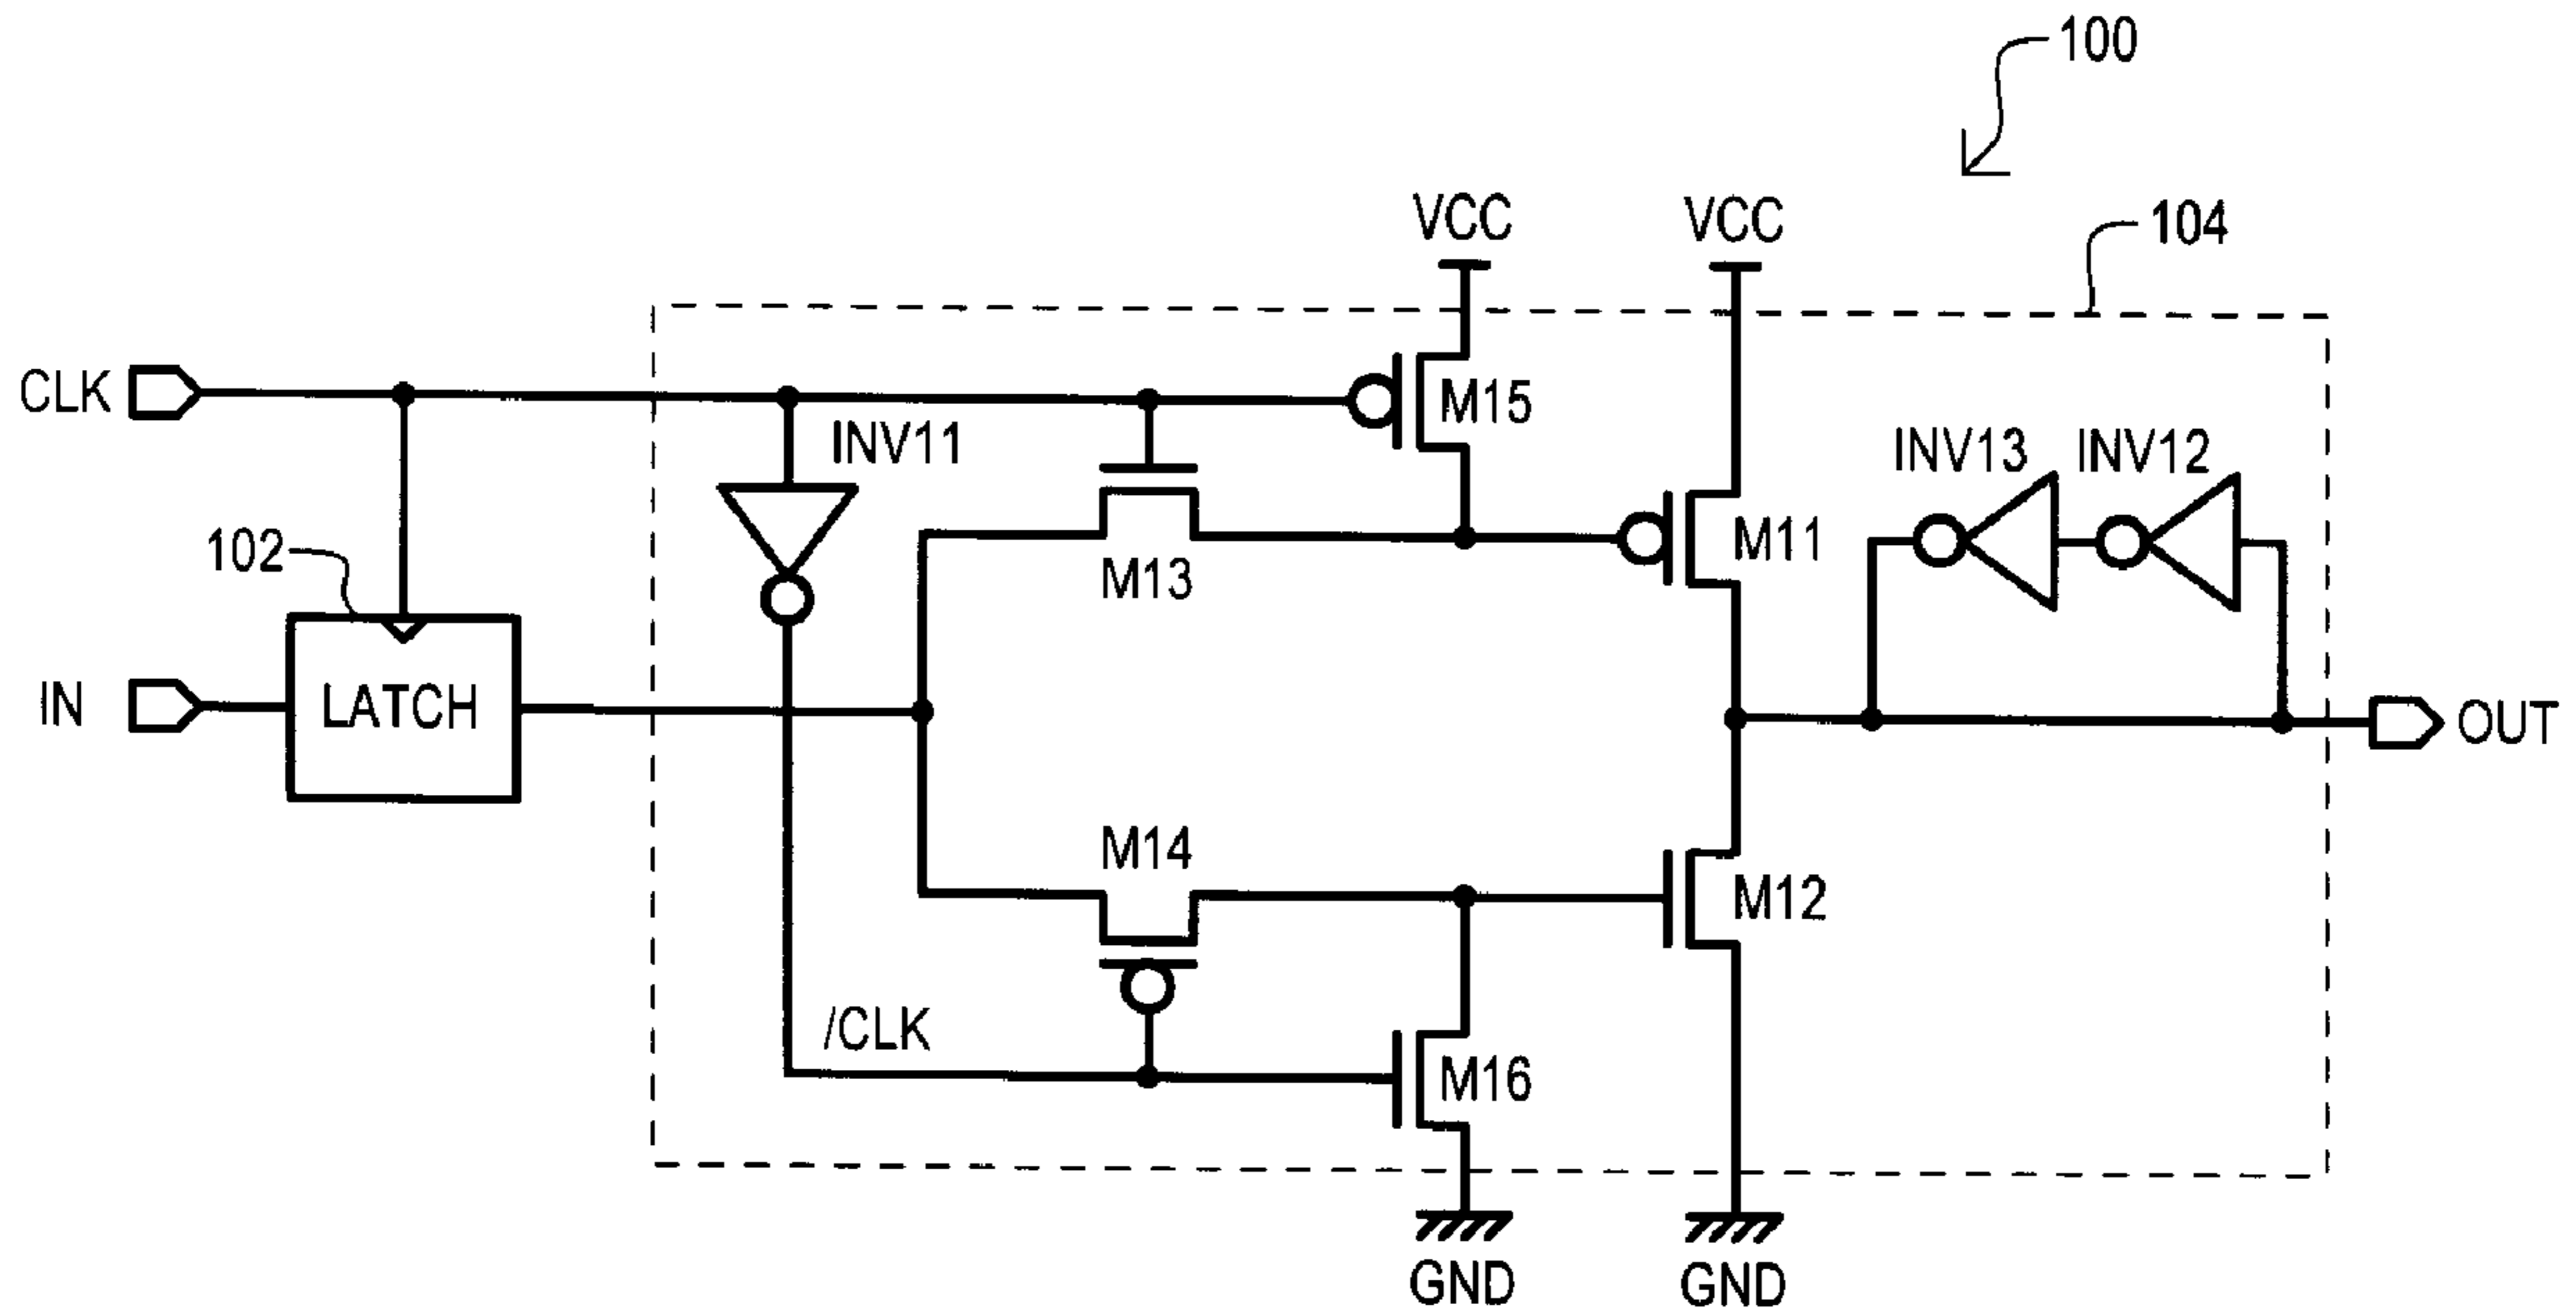 100
VCC
VCC
104
CLK
M15
INV11
INV13
INV12
102
M13
M11
IN
LATCH
OUT
M14
M12
/CLK
M16
GND
GND